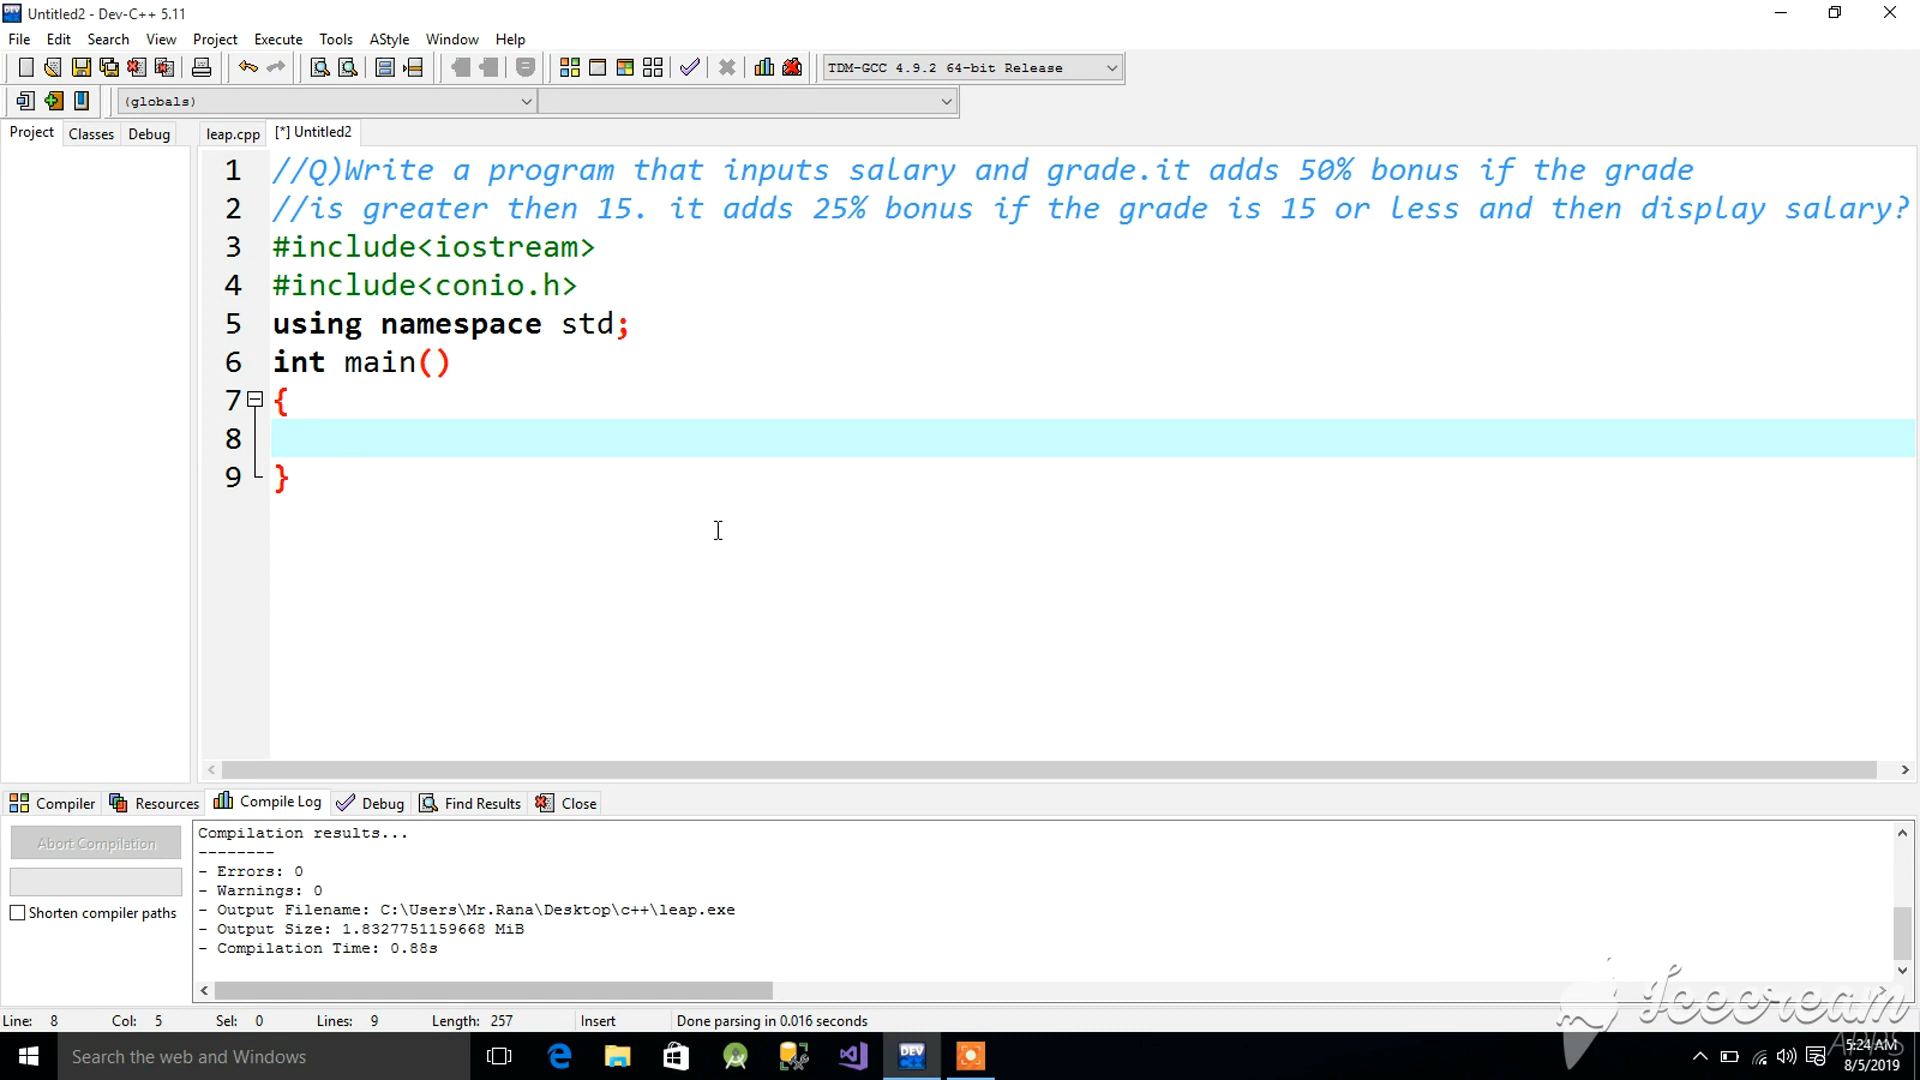 Untitled2 - Dev-C++ 5.11
File Edit Search View Project Execute Tools AStyle Window Help
TDM-GCC 4.9.2 64-bit Release
(globals)
Project Classes Debug leap.cpp [*] Untitled2
1 //Q)Write a program that inputs salary and grade.it adds 50% bonus if the grade
2 //is greater then 15. it adds 25% bonus if the grade is 15 or less and then display salary?
3 #include<iostream>
4 #include<conio.h>
5 using namespace std;
6 int main()
7 {
8
9 }
Compiler Resources Compile Log Debug Find Results Close
Abort Compilation
Shorten compiler paths
Compilation results...
--------
- Errors: 0
- Warnings: 0
- Output Filename: C:\Users\Mr.Rana\Desktop\c++\leap.exe
- Output Size: 1.8327751159668 MiB
- Compilation Time: 0.88s
Line: 8 Col: 5 Sel: 0 Lines: 9 Length: 257 Insert Done parsing in 0.016 seconds
Icecream
APPS
Search the web and Windows
DEV
5:24 AM
8/5/2019